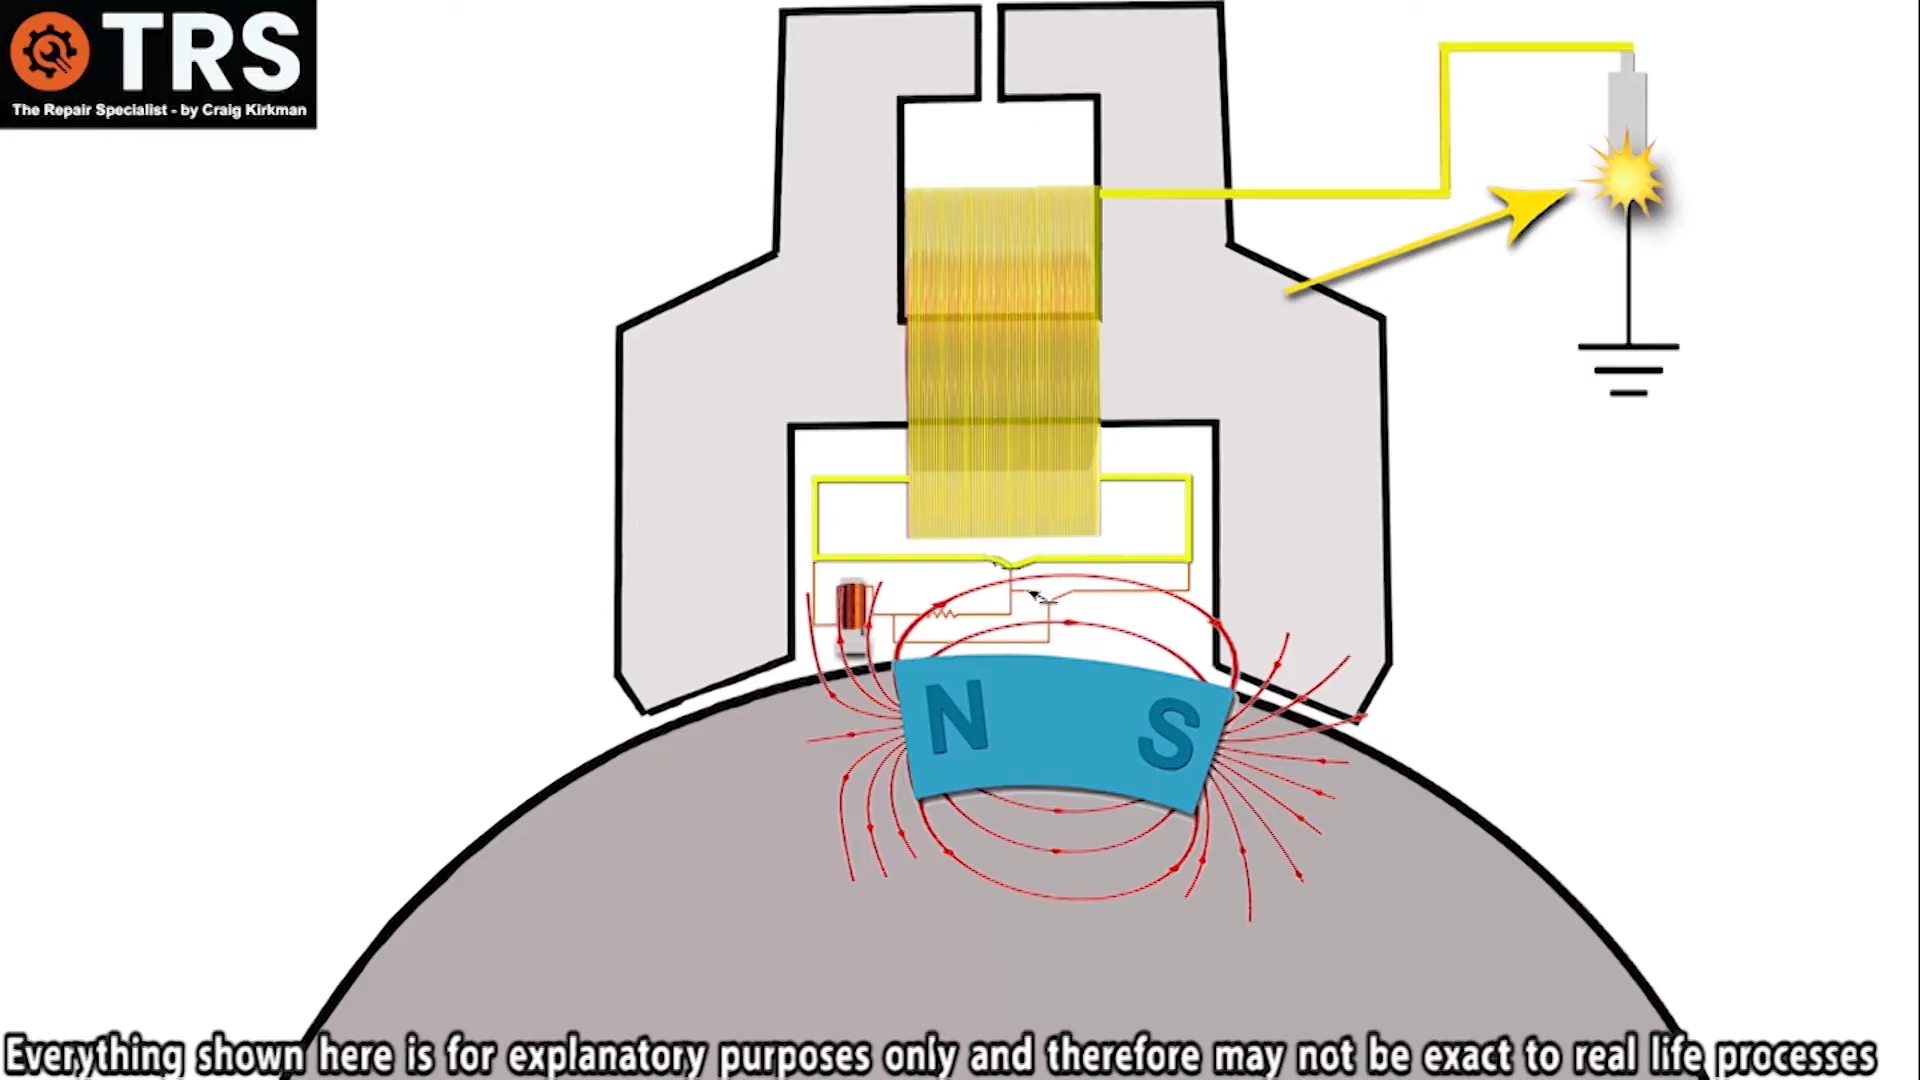 TRS
The Repair Specialist - by Craig Kirkman
N S
Everything shown here is for explanatory purposes only and therefore may not be exact to real life processes